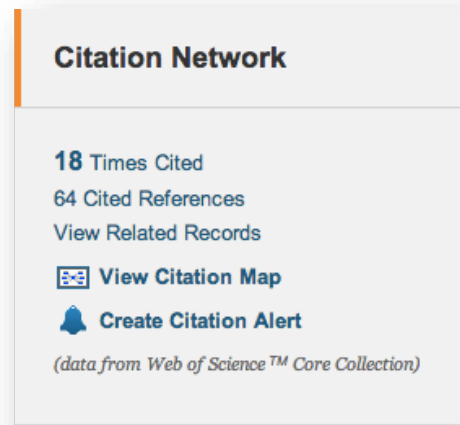 Citation Network
18 Times Cited
64 Cited References
View Related Records
View Citation Map
Create Citation Alert
(data from Web of Science™ Core Collection)